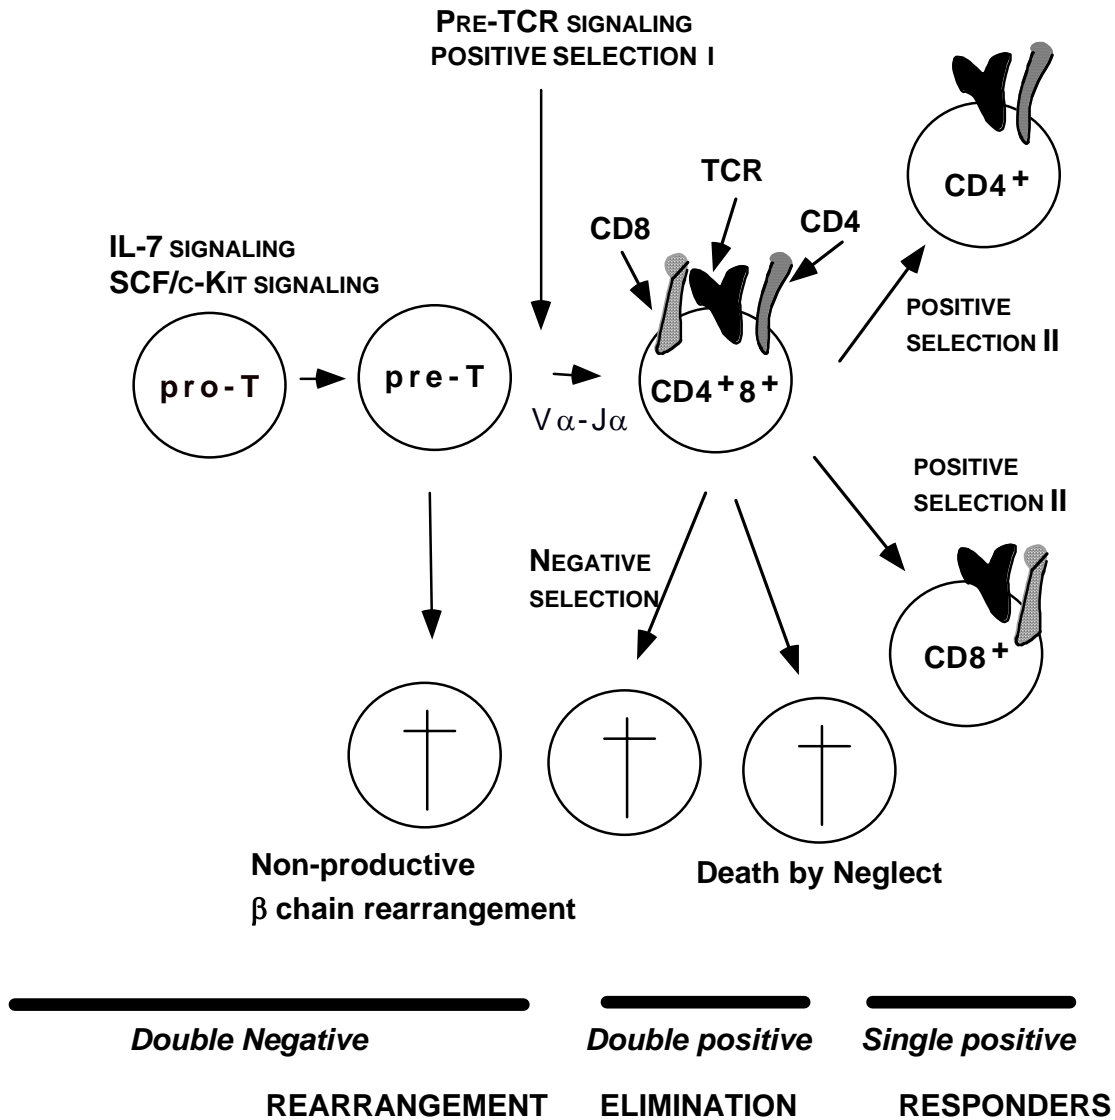 PRE-TCR SIGNALING
POSITIVE SELECTION I
TCR
CD8
CD4
CD4+
IL-7 SIGNALING
SCF/C-KIT SIGNALING
POSITIVE
SELECTION II
pro-T
pre-T
CD4+8+
Vα-Jα
POSITIVE
SELECTION II
NEGATIVE
SELECTION
CD8+
Non-productive
β chain rearrangement
Death by Neglect
Double Negative
Double positive
Single positive
REARRANGEMENT
ELIMINATION
RESPONDERS